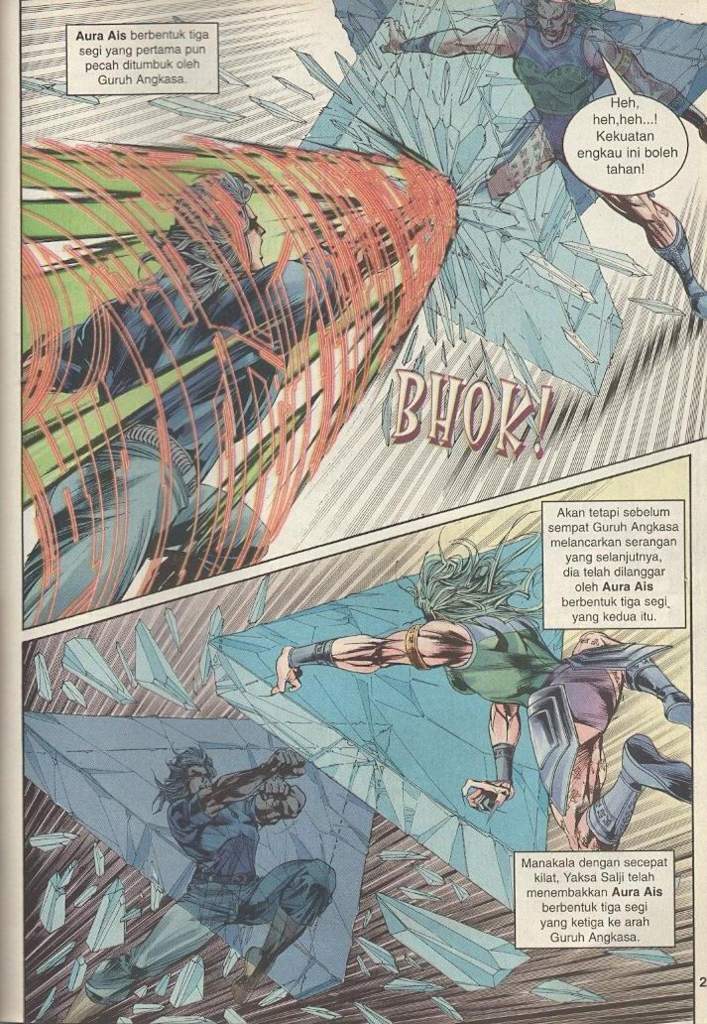 Aura Ais berbentuk tiga
segi yang pertama pun
pecah ditumbuk oleh
Guruh Angkasa.
Heh,
heh,heh...!
Kekuatan
engkau ini boleh
tahan!
BHOK!
Akan tetapi sebelum
sempat Guruh Angkasa
melancarkan serangan
yang selanjutnya,
dia telah dilanggar
oleh Aura Ais
berbentuk tiga segi
yang kedua itu.
Manakala dengan secepat
kilat, Yaksa Salji telah
menembakkan Aura Ais
berbentuk tiga segi
yang ketiga ke arah
Guruh Angkasa.
2